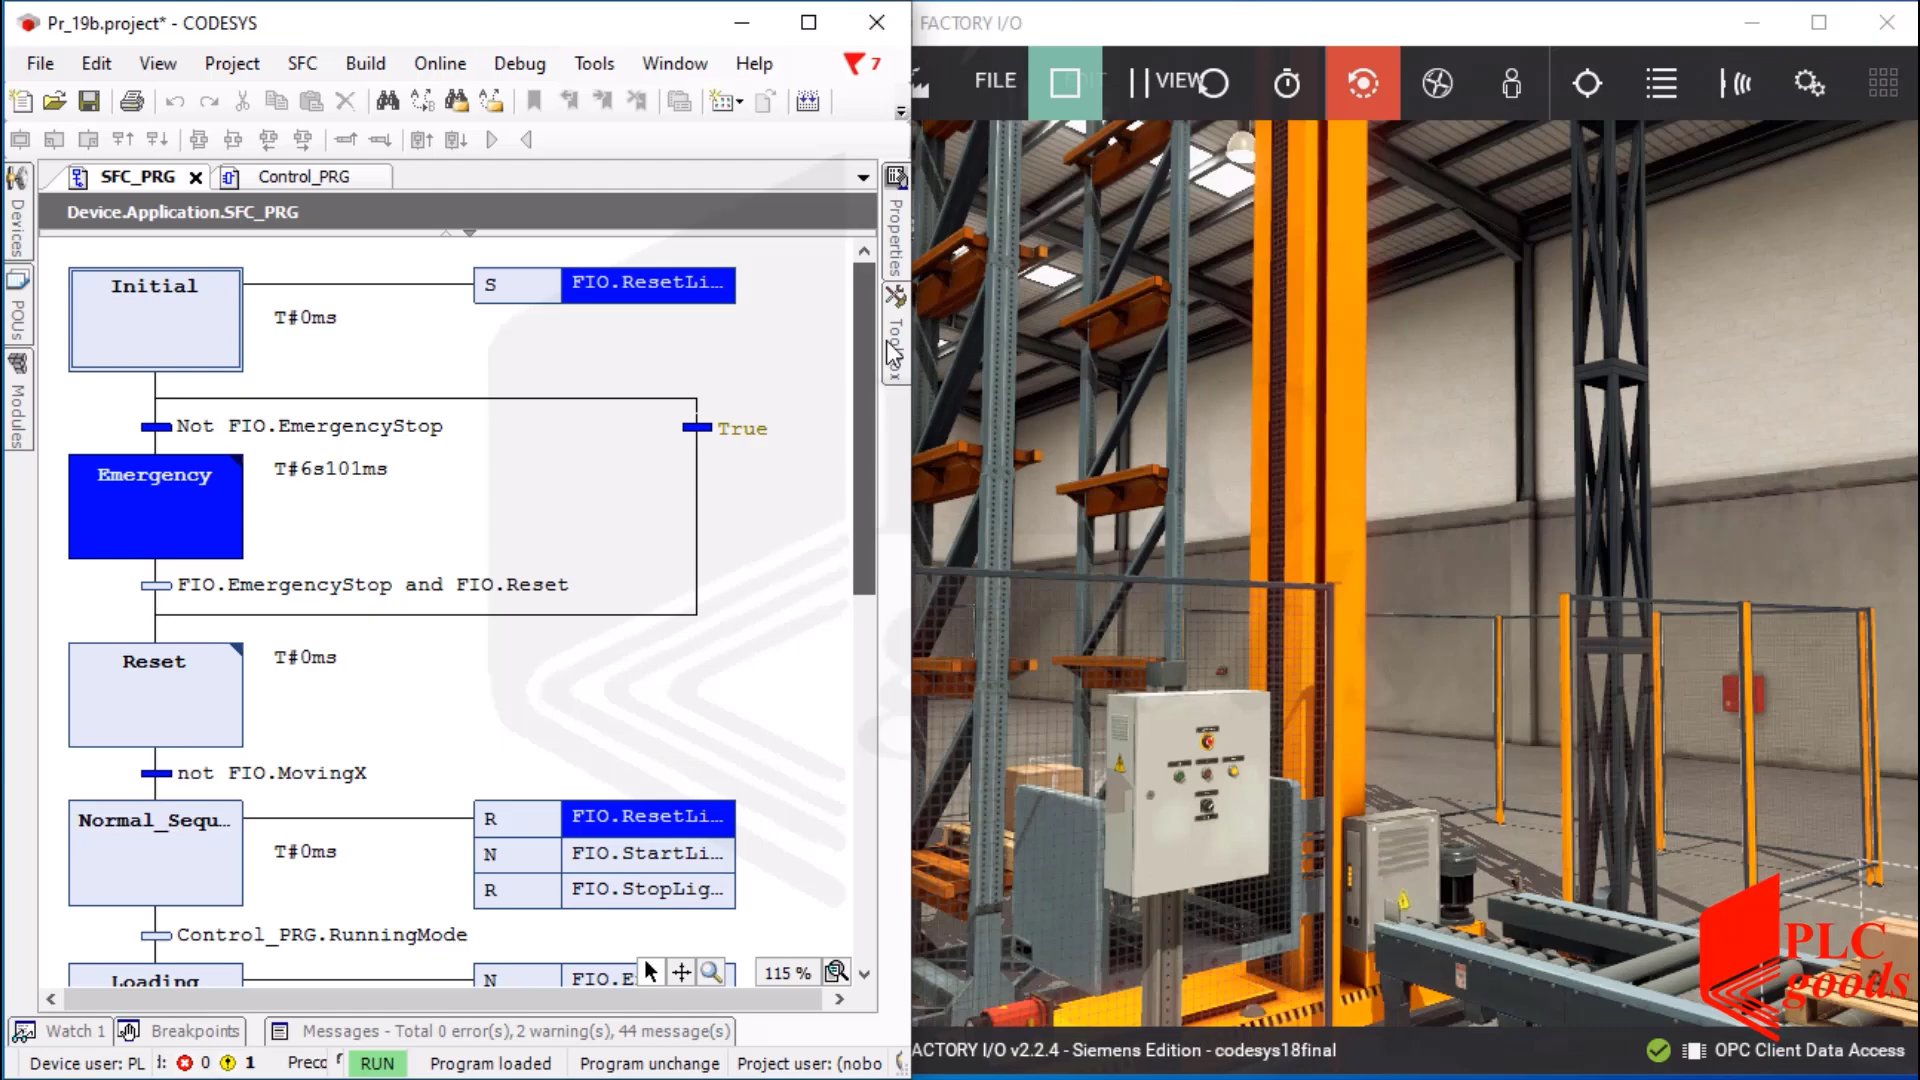 Pr_19b.project* - CODESYS
File Edit View Project SFC Build Online Debug Tools Window Help
7
SFC_PRG
Control_PRG
Device.Application.SFC_PRG
Devices
POUs
Modules
Properties
Initial
S FIO.ResetLi...
T#0ms
Not FIO.EmergencyStop
True
Emergency
T#6s101ms
FIO.EmergencyStop and FIO.Reset
Reset
T#0ms
not FIO.MovingX
Normal_Sequ...
T#0ms
R FIO.ResetLi...
N FIO.StartLi...
R FIO.StopLig...
Control_PRG.RunningMode
Loading
N
115 %
Watch 1
Breakpoints
Messages - Total 0 error(s), 2 warning(s), 44 message(s)
Device user: PL
0
1
RUN
Program loaded
Program unchange
Project user: (nobo
FACTORY I/O
FILE
VIEW
PLC
goods
ACTORY I/O v2.2.4 - Siemens Edition - codesys18final
OPC Client Data Access